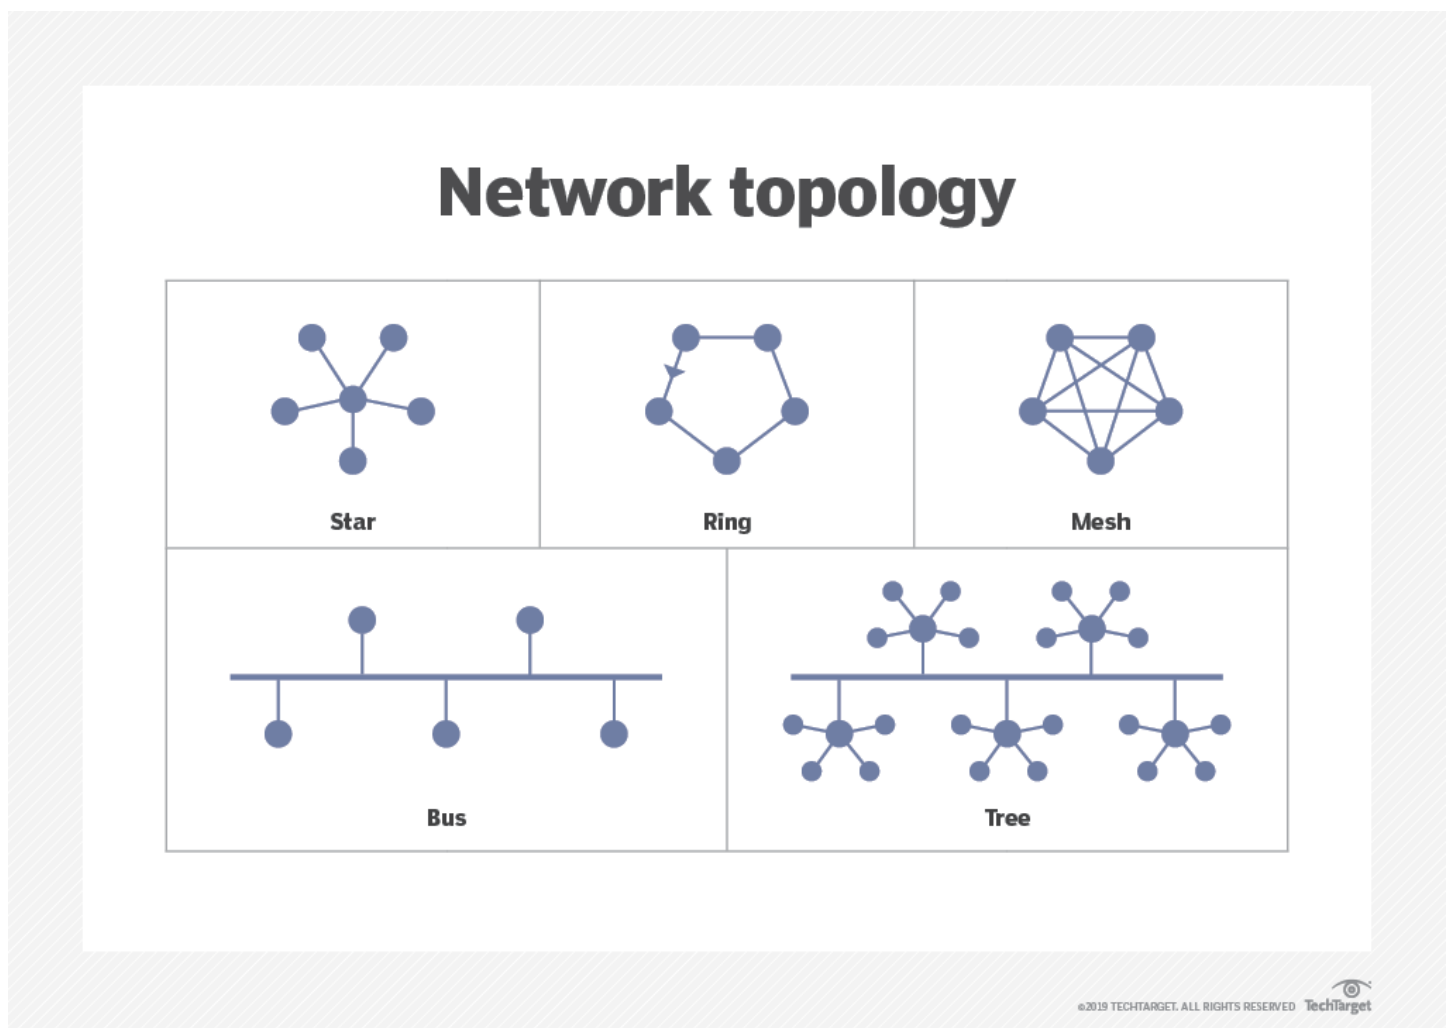 Network topology
Star
Ring
Mesh
Bus
Tree
©2019 TECHTARGET. ALL RIGHTS RESERVED TechTarget